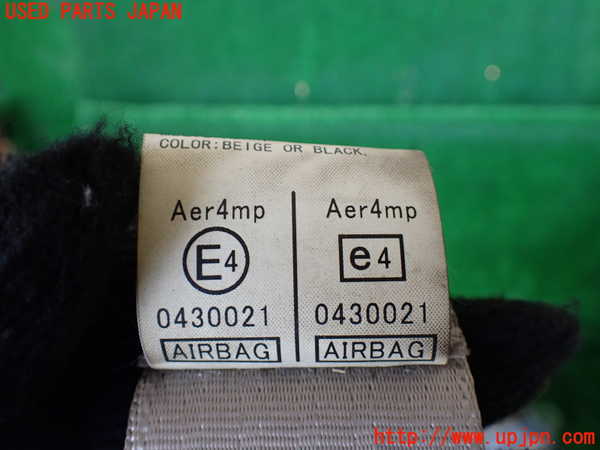 USED PARTS JAPAN
COLOR:BEIGE OR BLACK.
Aer4mp
E4
0430021
AIRBAG
Aer4mp
e4
0430021
AIRBAG
http://www.upjpn.com/